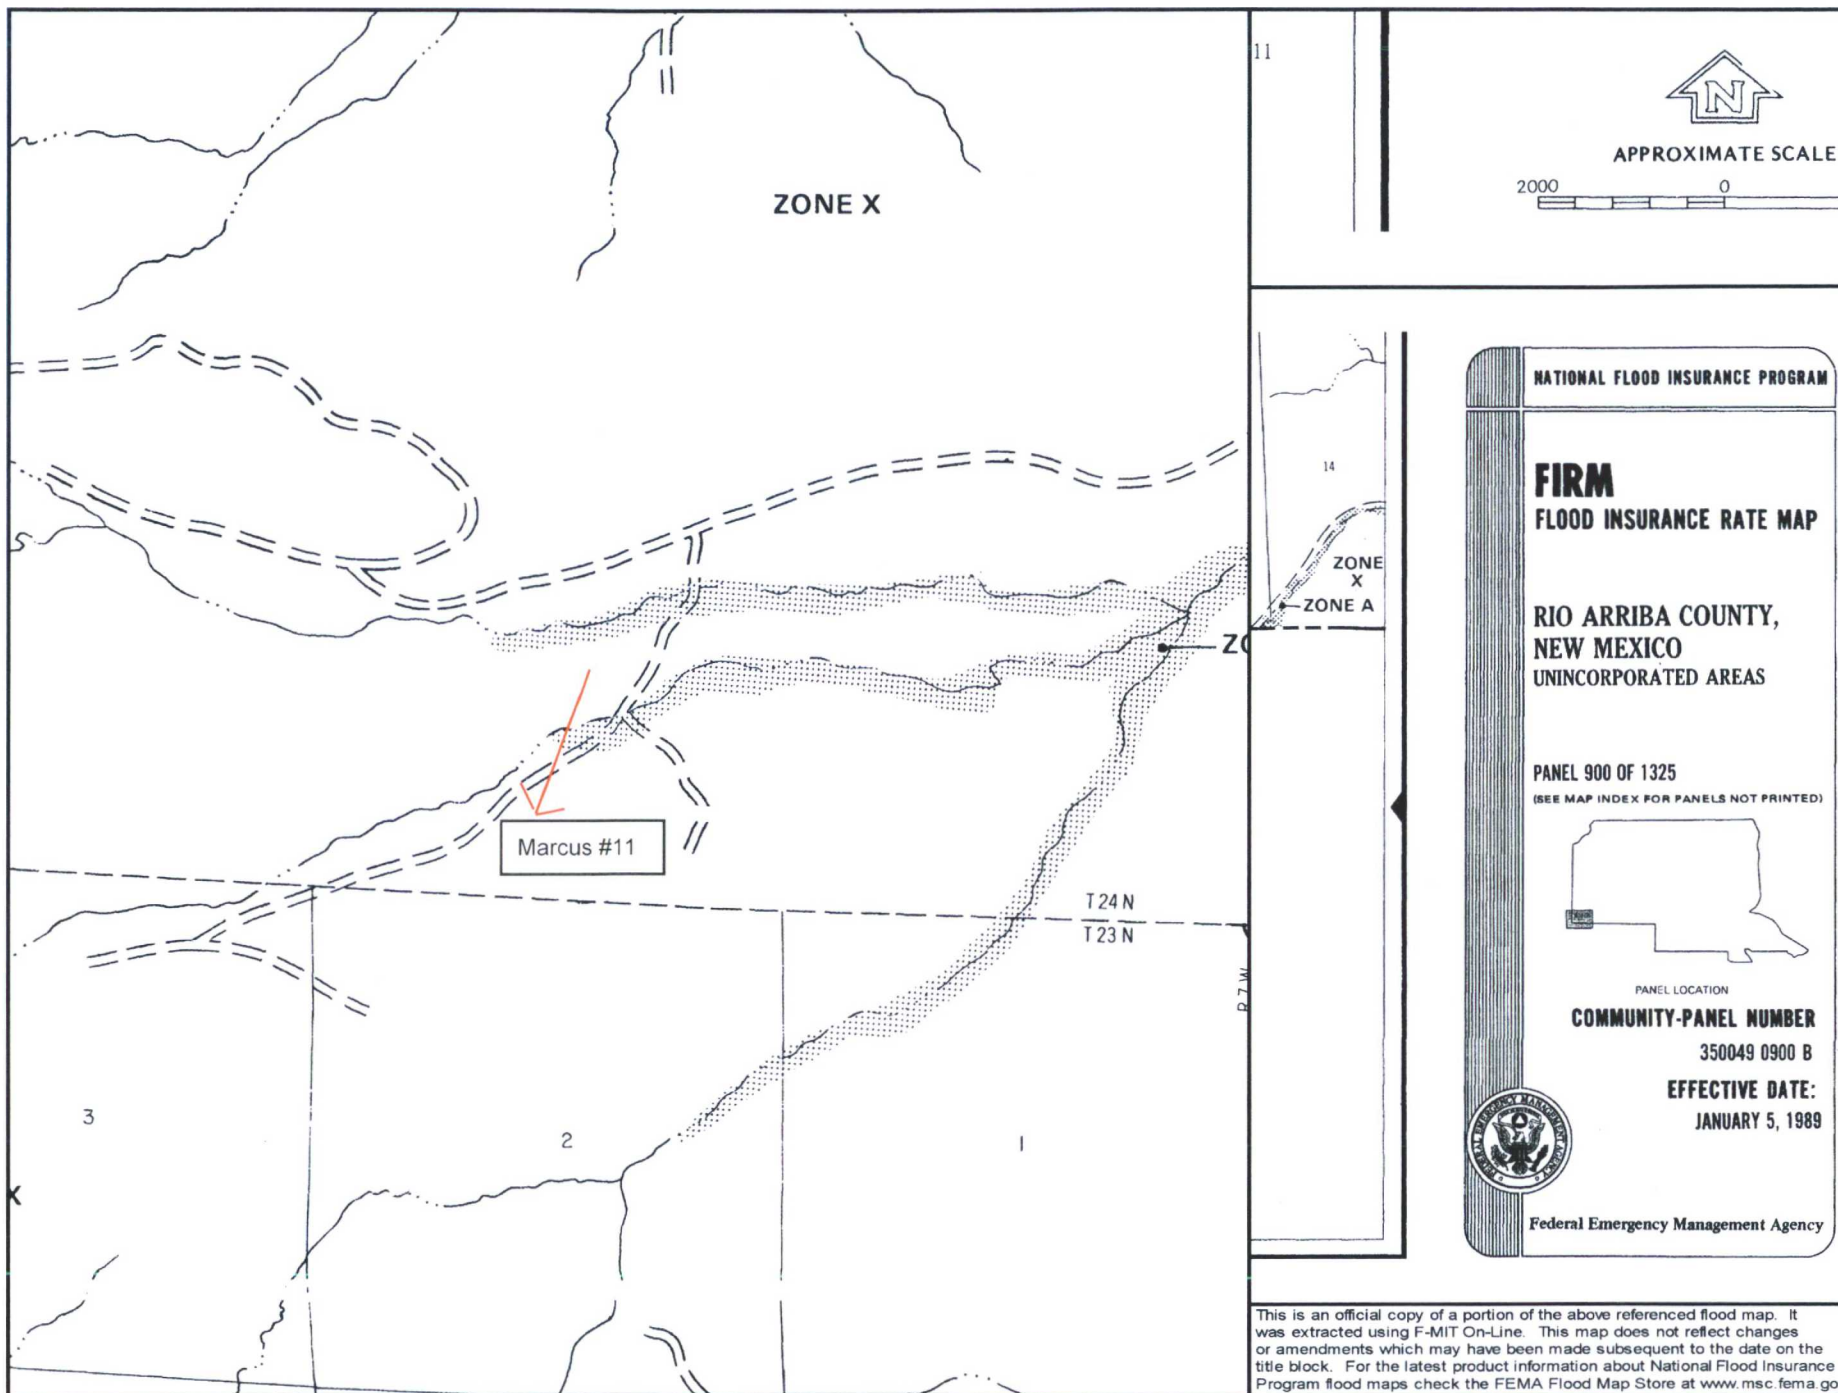 11
N
APPROXIMATE SCALE
2000 0
ZONE X
NATIONAL FLOOD INSURANCE PROGRAM
FIRM
FLOOD INSURANCE RATE MAP
RIO ARRIBA COUNTY,
NEW MEXICO
UNINCORPORATED AREAS
PANEL 900 OF 1325
(SEE MAP INDEX FOR PANELS NOT PRINTED)
PANEL LOCATION
COMMUNITY-PANEL NUMBER
350049 0900 B
EFFECTIVE DATE:
JANUARY 5, 1989
FEDERAL EMERGENCY MANAGEMENT AGENCY
Federal Emergency Management Agency
14
ZONE
X
ZONE A
ZO
Marcus #11
T 24 N
T 23 N
R 7 W
3
2
1
X
This is an official copy of a portion of the above referenced flood map. It
was extracted using F-MIT On-Line. This map does not reflect changes
or amendments which may have been made subsequent to the date on the
title block. For the latest product information about National Flood Insurance
Program flood maps check the FEMA Flood Map Store at www.msc.fema.go